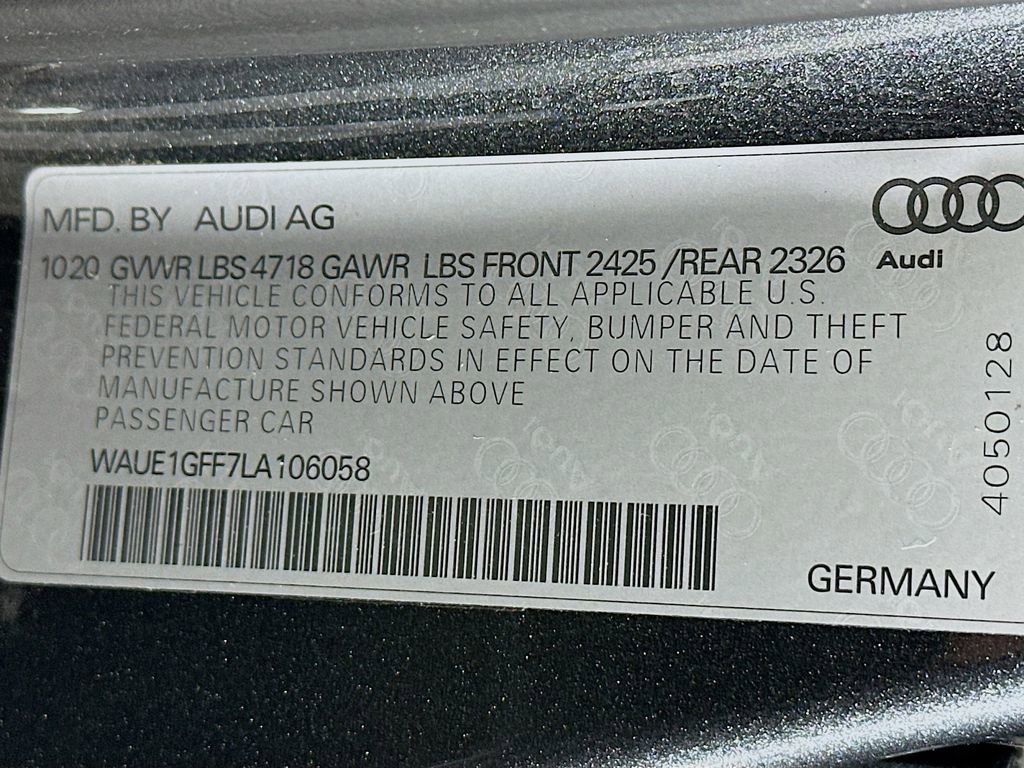 MFD. BY AUDI AG
1020 GVWR LBS 4718 GAWR LBS FRONT 2425 /REAR 2326
Audi
THIS VEHICLE CONFORMS TO ALL APPLICABLE U.S.
FEDERAL MOTOR VEHICLE SAFETY, BUMPER AND THEFT
PREVENTION STANDARDS IN EFFECT ON THE DATE OF
MANUFACTURE SHOWN ABOVE
PASSENGER CAR
WAUE1GFF7LA106058
4050128
GERMANY